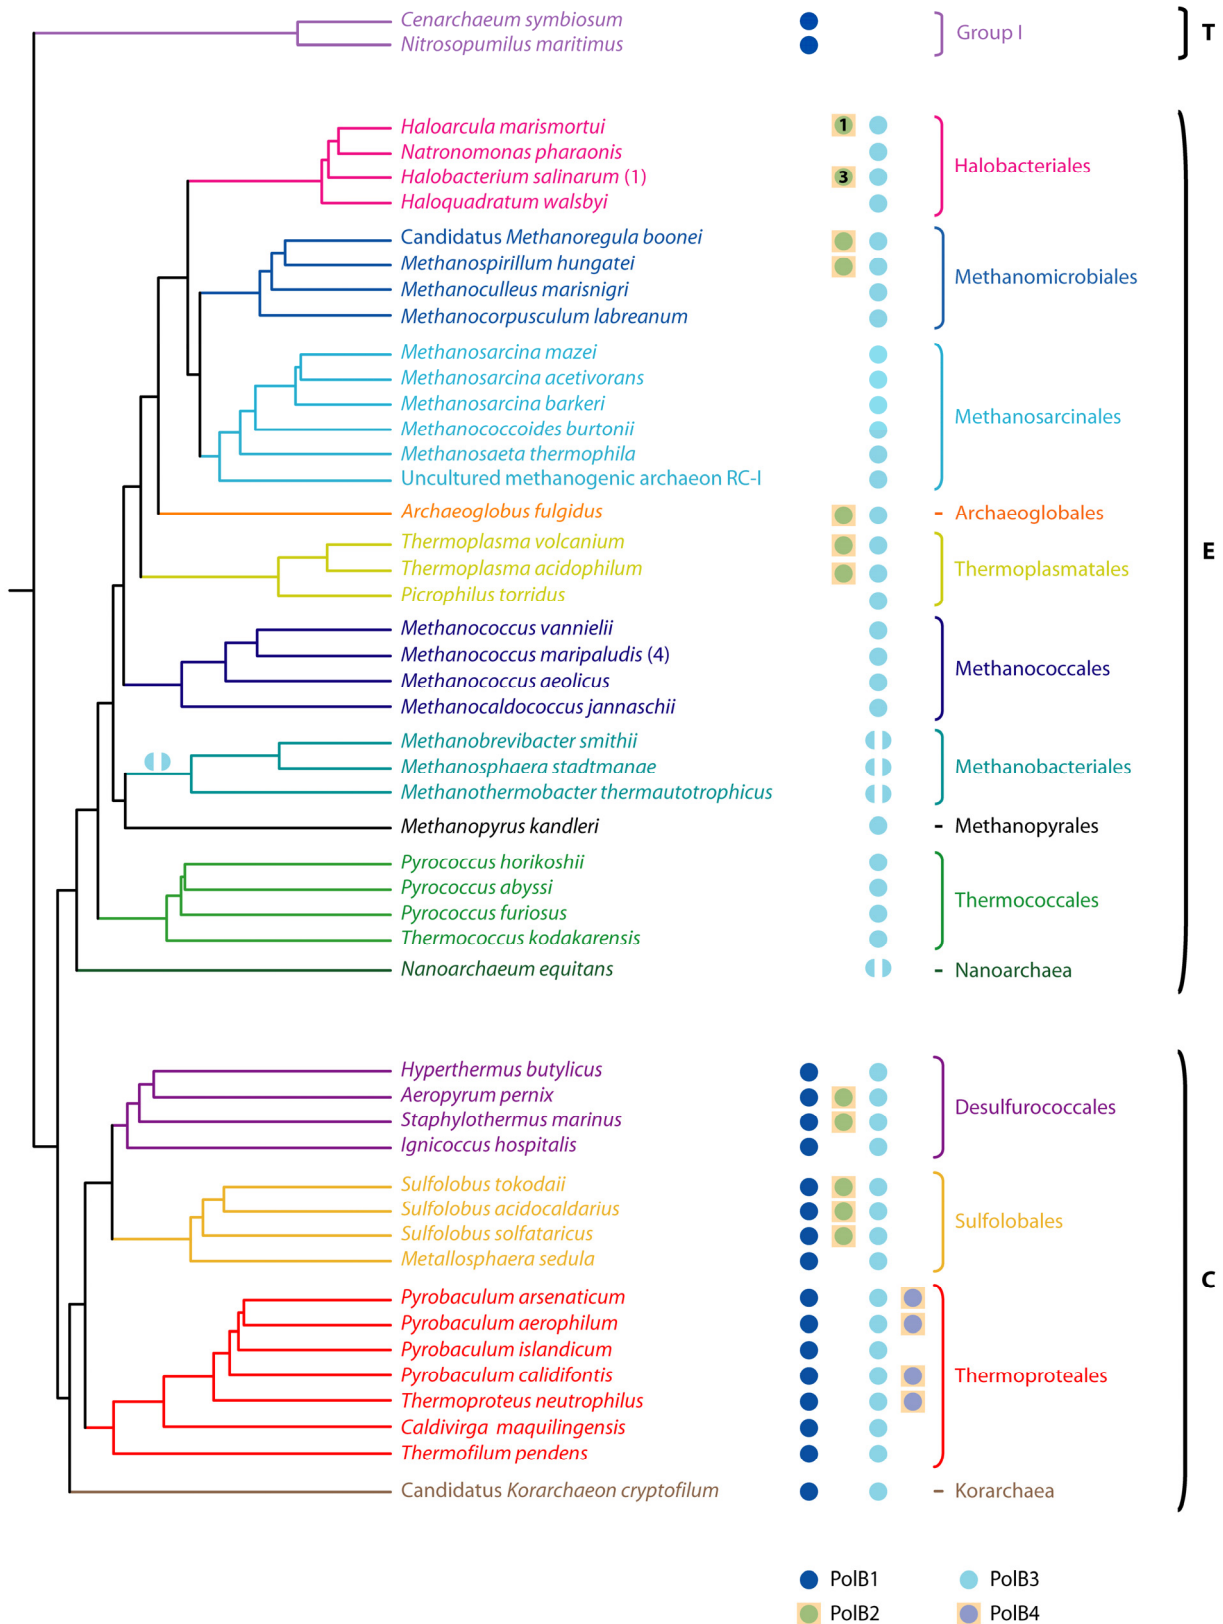 Cenarchaeum symbiosum
Nitrosopumilus maritimus
Group I
T
Haloarcula marismortui
1
Natronomonas pharaonis
Halobacterium salinarum (1)
3
Haloquadratum walsbyi
Halobacteriales
Candidatus Methanoregula boonei
Methanospirillum hungatei
Methanoculleus marisnigri
Methanocorpusculum labreanum
Methanomicrobiales
Methanosarcina mazei
Methanosarcina acetivorans
Methanosarcina barkeri
Methanococcoides burtonii
Methanosaeta thermophila
Uncultured methanogenic archaeon RC-I
Methanosarcinales
Archaeoglobus fulgidus
Archaeoglobales
Thermoplasma volcanium
Thermoplasma acidophilum
Picrophilus torridus
Thermoplasmatales
E
Methanococcus vannielii
Methanococcus maripaludis (4)
Methanococcus aeolicus
Methanocaldococcus jannaschii
Methanococcales
Methanobrevibacter smithii
Methanosphaera stadtmanae
Methanothermobacter thermautotrophicus
Methanobacteriales
Methanopyrus kandleri
Methanopyrales
Pyrococcus horikoshii
Pyrococcus abyssi
Pyrococcus furiosus
Thermococcus kodakarensis
Thermococcales
Nanoarchaeum equitans
Nanoarchaea
Hyperthermus butylicus
Aeropyrum pernix
Staphylothermus marinus
Ignicoccus hospitalis
Desulfurococcales
Sulfolobus tokodaii
Sulfolobus acidocaldarius
Sulfolobus solfataricus
Metallosphaera sedula
Sulfolobales
C
Pyrobaculum arsenaticum
Pyrobaculum aerophilum
Pyrobaculum islandicum
Pyrobaculum calidifontis
Thermoproteus neutrophilus
Caldivirga maquilingensis
Thermofilum pendens
Thermoproteales
Candidatus Korarchaeon cryptofilum
Korarchaea
PolB1
PolB3
PolB2
PolB4